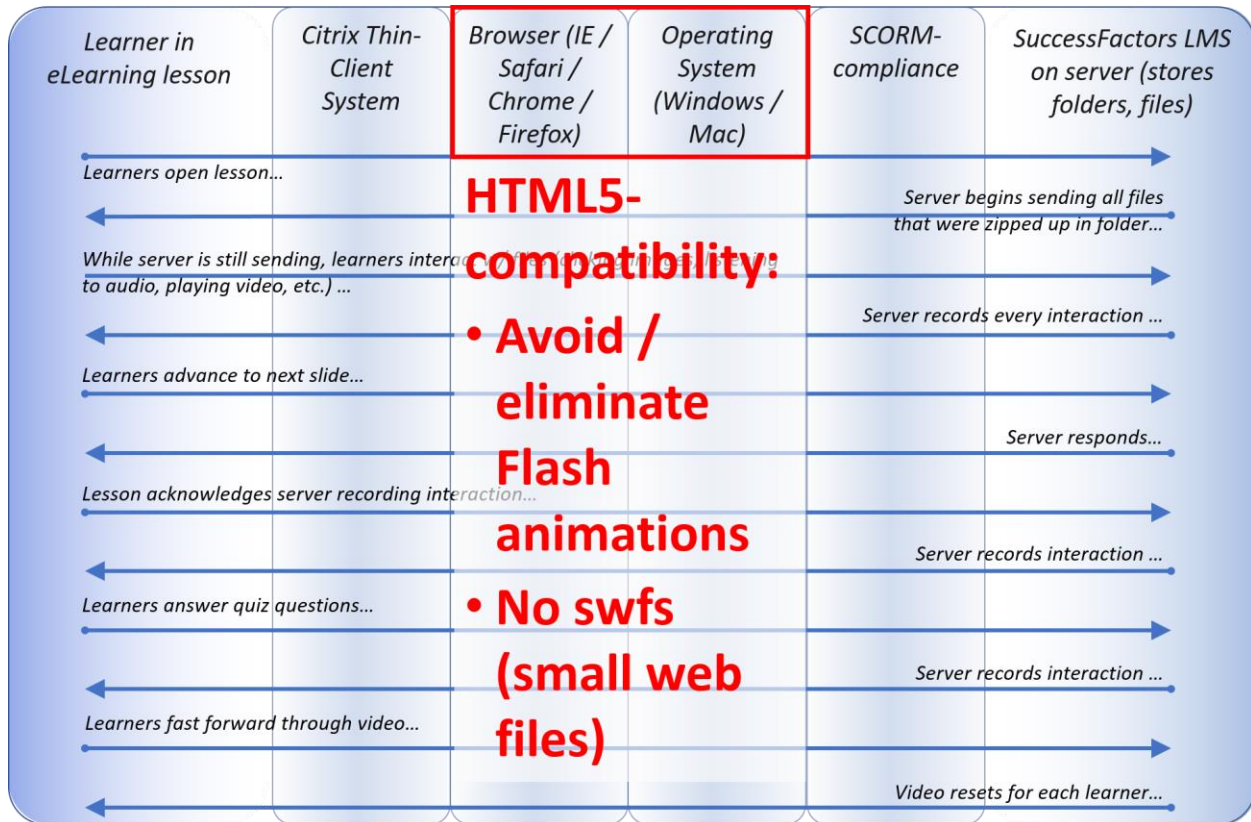 Learner in
eLearning lesson
Citrix Thin-
Client
System
Browser (IE /
Safari /
Chrome /
Firefox)
Operating
System
(Windows /
Mac)
SCORM-
compliance
SuccessFactors LMS
on server (stores
folders, files)
Learners open lesson…
Server begins sending all files
that were zipped up in folder…
While server is still sending, learners interact w/ files (clicking images, listening
to audio, playing video, etc.) …
Server records every interaction …
Learners advance to next slide…
Server responds…
Lesson acknowledges server recording interaction…
Server records interaction …
Learners answer quiz questions…
Server records interaction …
Learners fast forward through video…
Video resets for each learner…
HTML5-
compatibility:
• Avoid /
eliminate
Flash
animations
• No swfs
(small web
files)